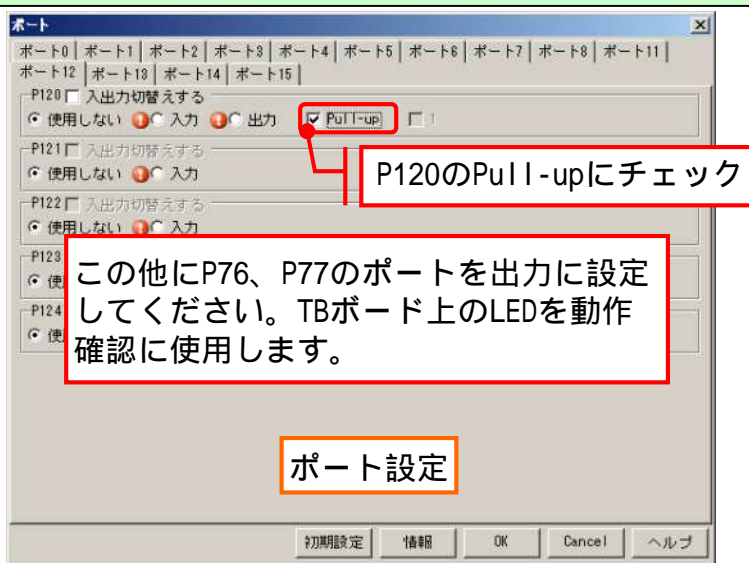 ポート
ポート0 ポート1 ポート2 ポート3 ポート4 ポート5 ポート6 ポート7 ポート8 ポート11
ポート12 ポート13 ポート14 ポート15
P120 入出力切替えする
使用しない 入力 出力 Pull-up 1
P120のPull-upにチェック
P121 入出力切替えする
使用しない 入力
P122 入出力切替えする
使用しない 入力
P123
P124
この他にP76、P77のポートを出力に設定
してください。TBボード上のLEDを動作
確認に使用します。
ポート設定
初期設定 情報 OK Cancel ヘルプ